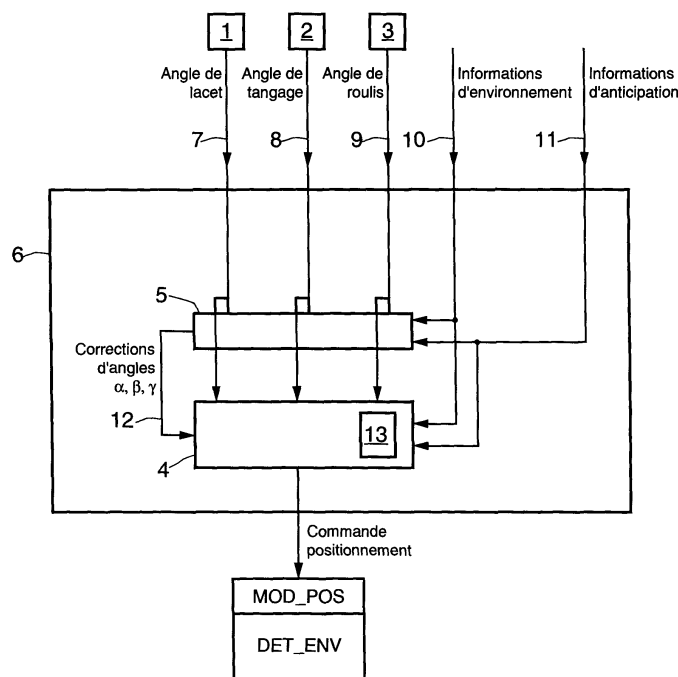 1
2
3
Angle de
lacet
Angle de
tangage
Angle de
roulis
Informations
d'environnement
Informations
d'anticipation
7
8
9
10
11
6
5
Corrections
d'angles
α, β, γ
12
13
4
Commande
positionnement
MOD_POS
DET_ENV